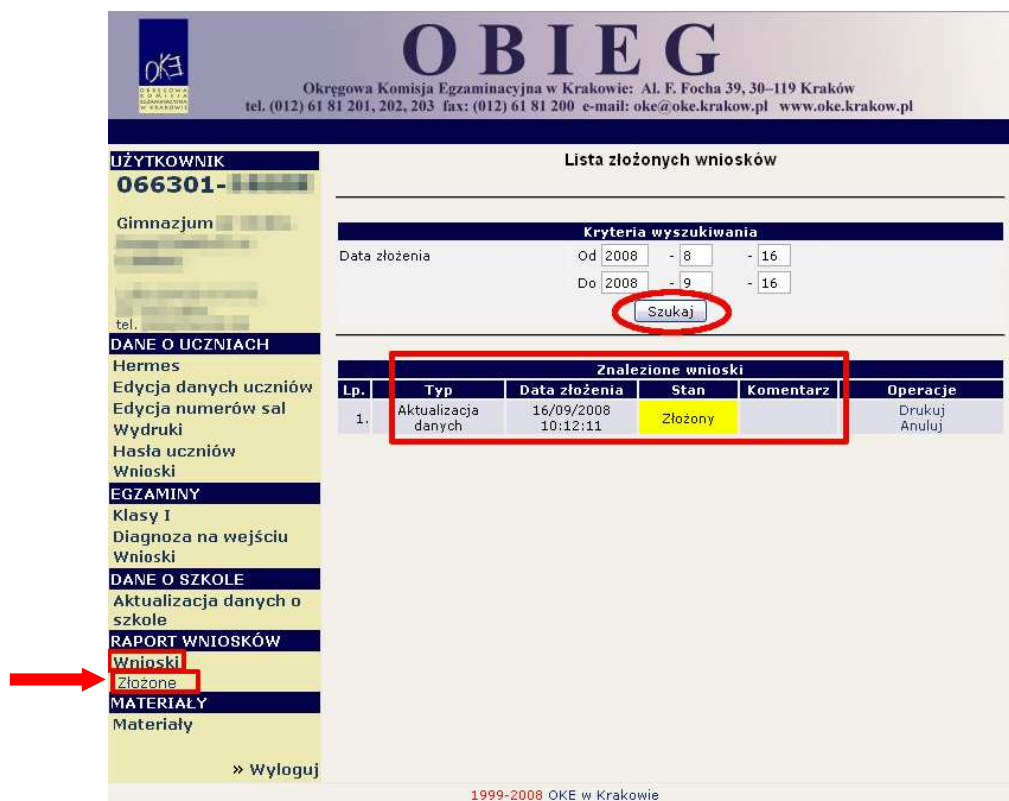 OKE
OKRĘGOWA
KOMISJA
EGZAMINACYJNA
W KRAKOWIE
OBIEG
Okręgowa Komisja Egzaminacyjna w Krakowie: Al. F. Focha 39, 30–119 Kraków
tel. (012) 61 81 201, 202, 203 fax: (012) 61 81 200 e-mail: oke@oke.krakow.pl www.oke.krakow.pl
UŻYTKOWNIK
066301-
Gimnazjum
tel.
DANE O UCZNIACH
Hermes
Edycja danych uczniów
Edycja numerów sal
Wydruki
Hasła uczniów
Wnioski
EGZAMINY
Klasy I
Diagnoza na wejściu
Wnioski
DANE O SZKOLE
Aktualizacja danych o
szkole
RAPORT WNIOSKÓW
Wnioski
Złożone
MATERIAŁY
Materiały
» Wyloguj
Lista złożonych wniosków
Kryteria wyszukiwania
Data złożenia Od 2008 - 8 - 16
Do 2008 - 9 - 16
Szukaj
Znalezione wnioski
Lp. Typ Data złożenia Stan Komentarz Operacje
1. Aktualizacja danych 16/09/2008 10:12:11 Złożony Drukuj Anuluj
1999-2008 OKE w Krakowie